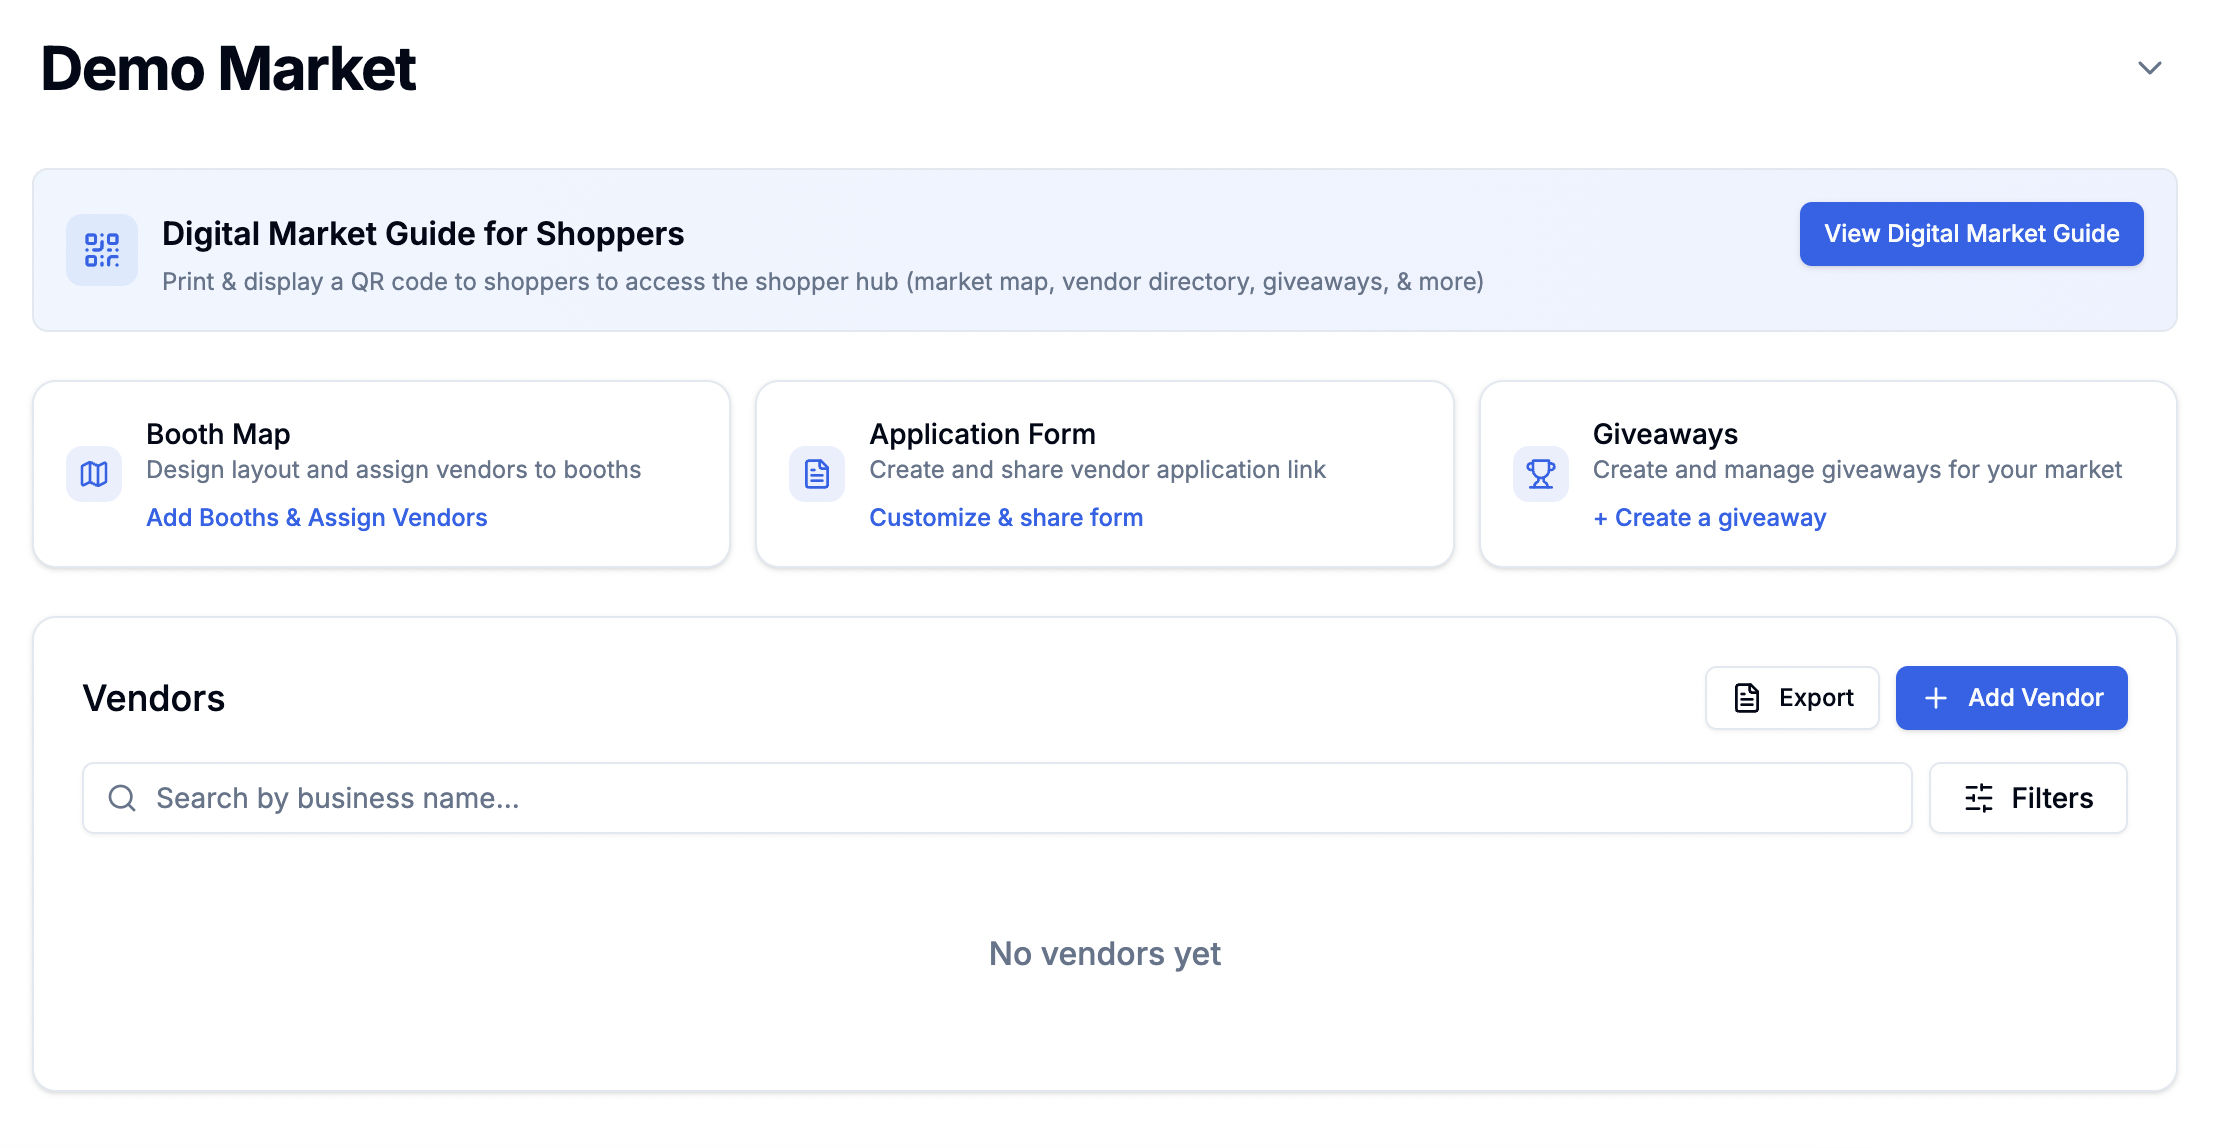 Demo Market
Digital Market Guide for Shoppers
Print & display a QR code to shoppers to access the shopper hub (market map, vendor directory, giveaways, & more)
View Digital Market Guide
Booth Map
Design layout and assign vendors to booths
Add Booths & Assign Vendors
Application Form
Create and share vendor application link
Customize & share form
Giveaways
Create and manage giveaways for your market
+ Create a giveaway
Vendors
Export
Add Vendor
Search by business name...
Filters
No vendors yet